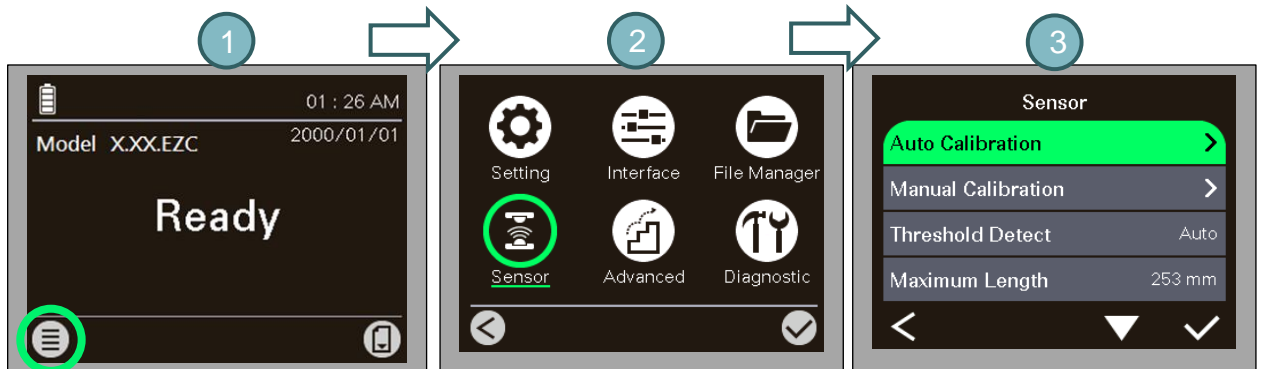 1
2
3
01 : 26 AM
Model X.XX.EZC
2000/01/01
Ready
Setting
Interface
File Manager
Sensor
Advanced
Diagnostic
Sensor
Auto Calibration
Manual Calibration
Threshold Detect Auto
Maximum Length 253 mm